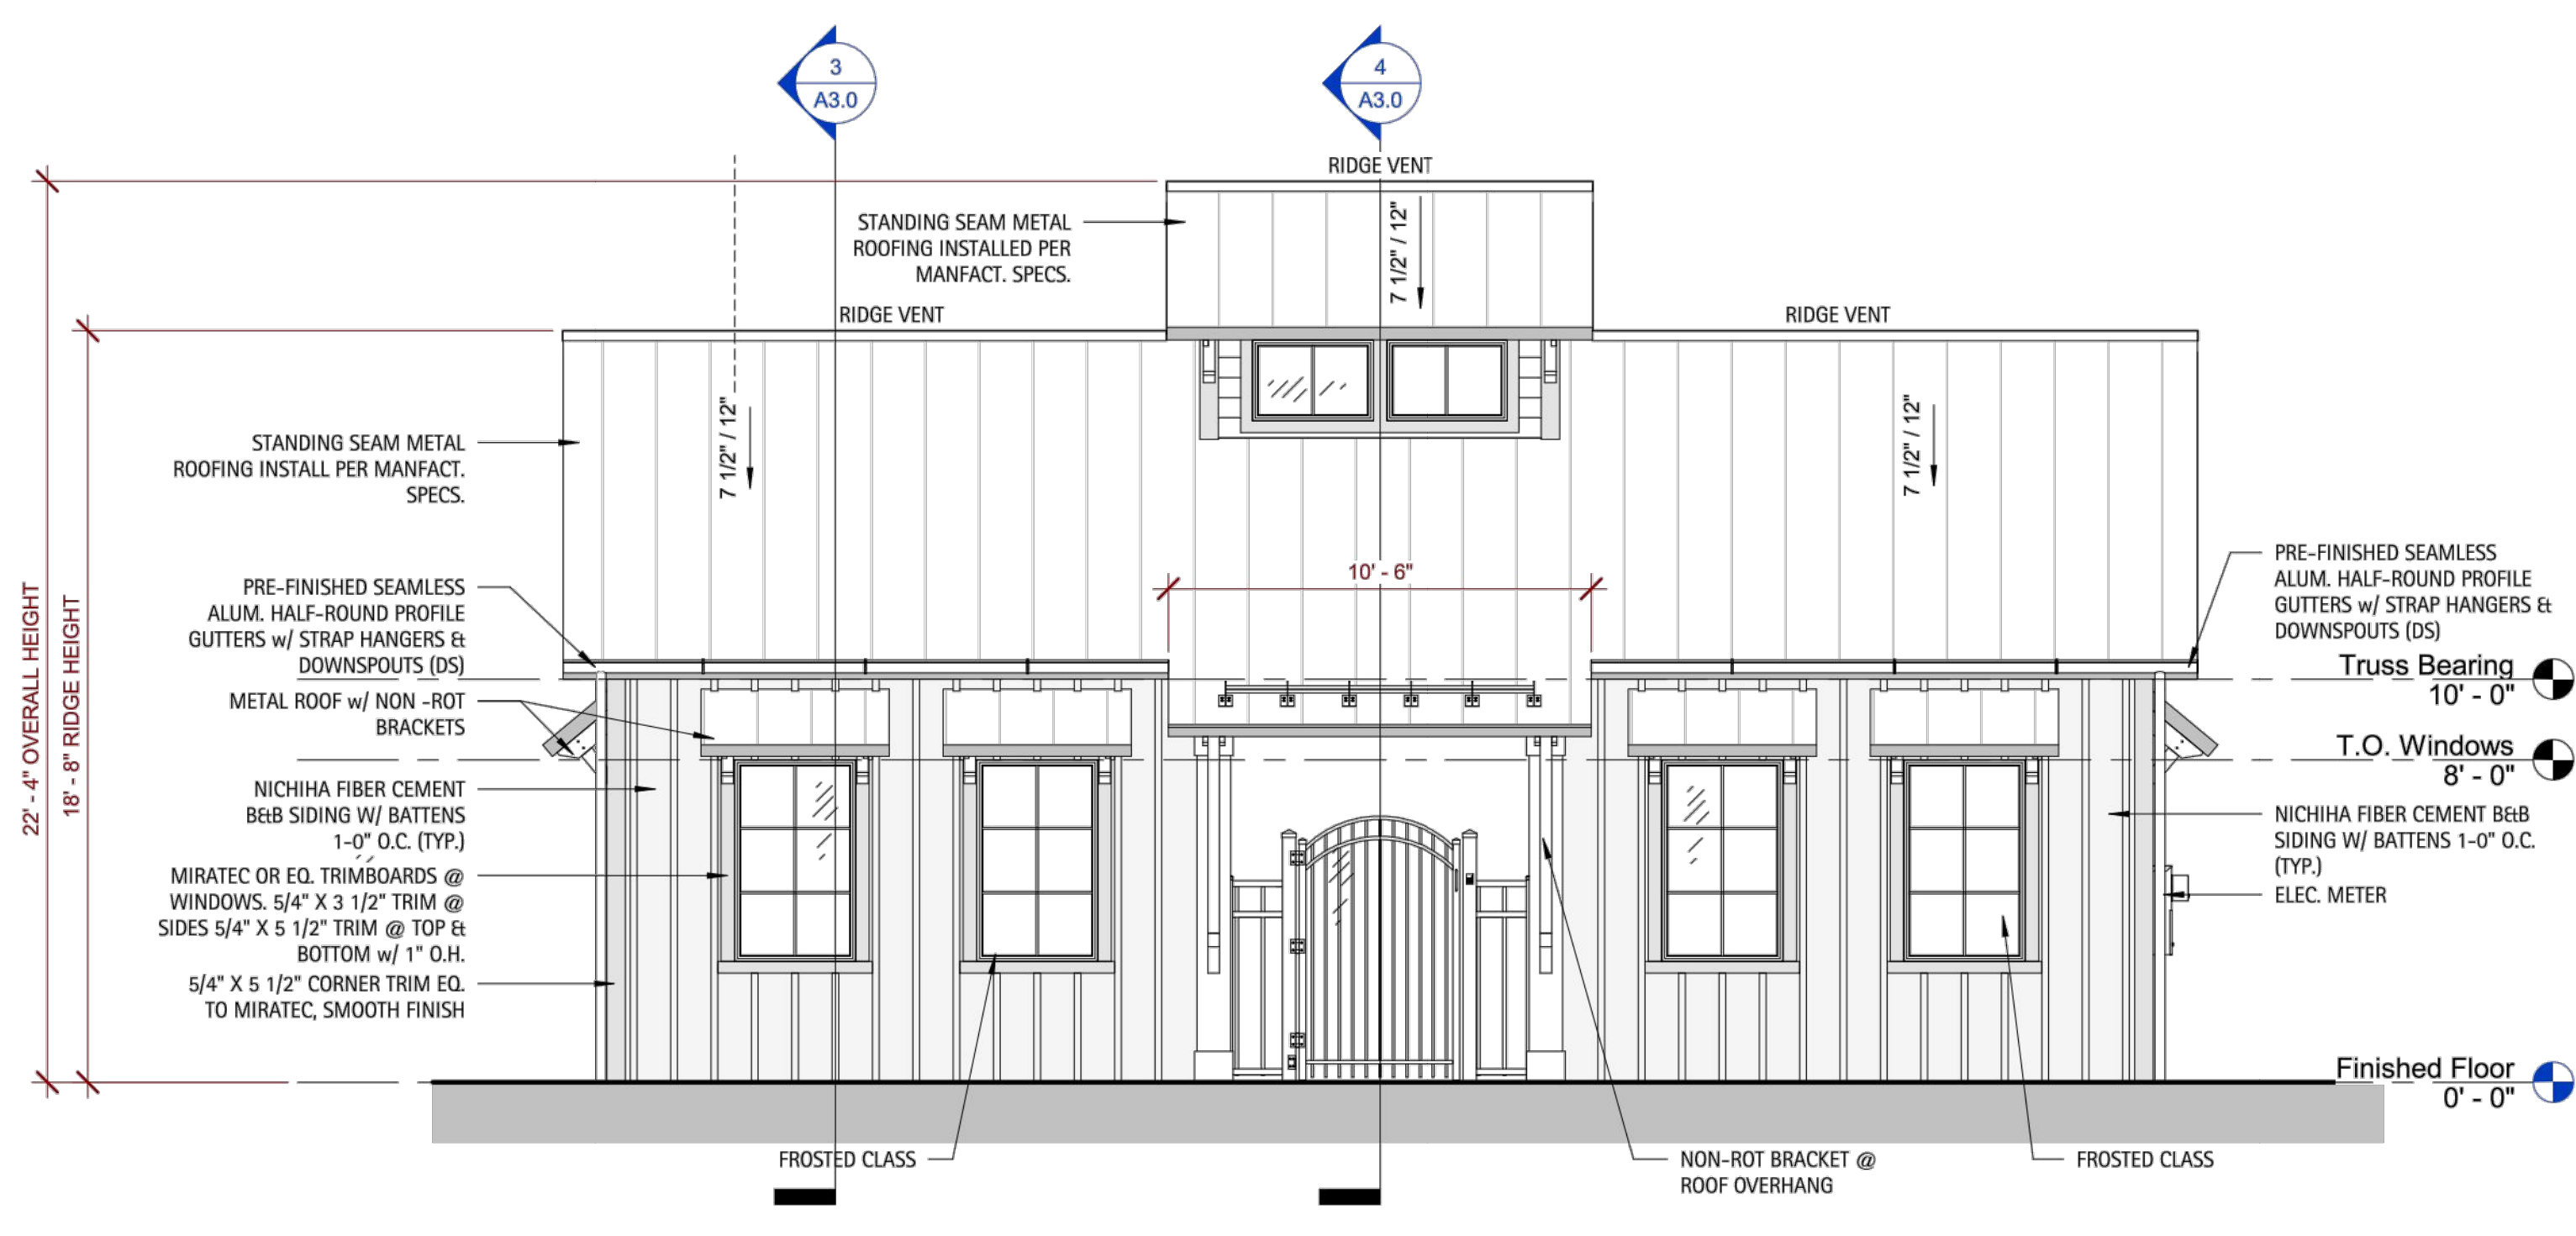 3
A3.0
4
A3.0
RIDGE VENT
STANDING SEAM METAL
ROOFING INSTALLED PER
MANFACT. SPECS.
7 1/2" / 12"
RIDGE VENT
RIDGE VENT
STANDING SEAM METAL
ROOFING INSTALL PER MANFACT.
SPECS.
7 1/2" / 12"
7 1/2" / 12"
22' - 4" OVERALL HEIGHT
18' - 8" RIDGE HEIGHT
10' - 6"
PRE-FINISHED SEAMLESS
ALUM. HALF-ROUND PROFILE
GUTTERS w/ STRAP HANGERS &
DOWNSPOUTS (DS)
METAL ROOF w/ NON -ROT
BRACKETS
NICHIHA FIBER CEMENT
B&B SIDING W/ BATTENS
1-0" O.C. (TYP.)
MIRATEC OR EQ. TRIMBOARDS @
WINDOWS. 5/4" X 3 1/2" TRIM @
SIDES 5/4" X 5 1/2" TRIM @ TOP &
BOTTOM w/ 1" O.H.
5/4" X 5 1/2" CORNER TRIM EQ.
TO MIRATEC, SMOOTH FINISH
PRE-FINISHED SEAMLESS
ALUM. HALF-ROUND PROFILE
GUTTERS w/ STRAP HANGERS &
DOWNSPOUTS (DS)
Truss Bearing
10' - 0"
T.O. Windows
8' - 0"
NICHIHA FIBER CEMENT B&B
SIDING W/ BATTENS 1-0" O.C.
(TYP.)
ELEC. METER
Finished Floor
0' - 0"
FROSTED CLASS
NON-ROT BRACKET @
ROOF OVERHANG
FROSTED CLASS